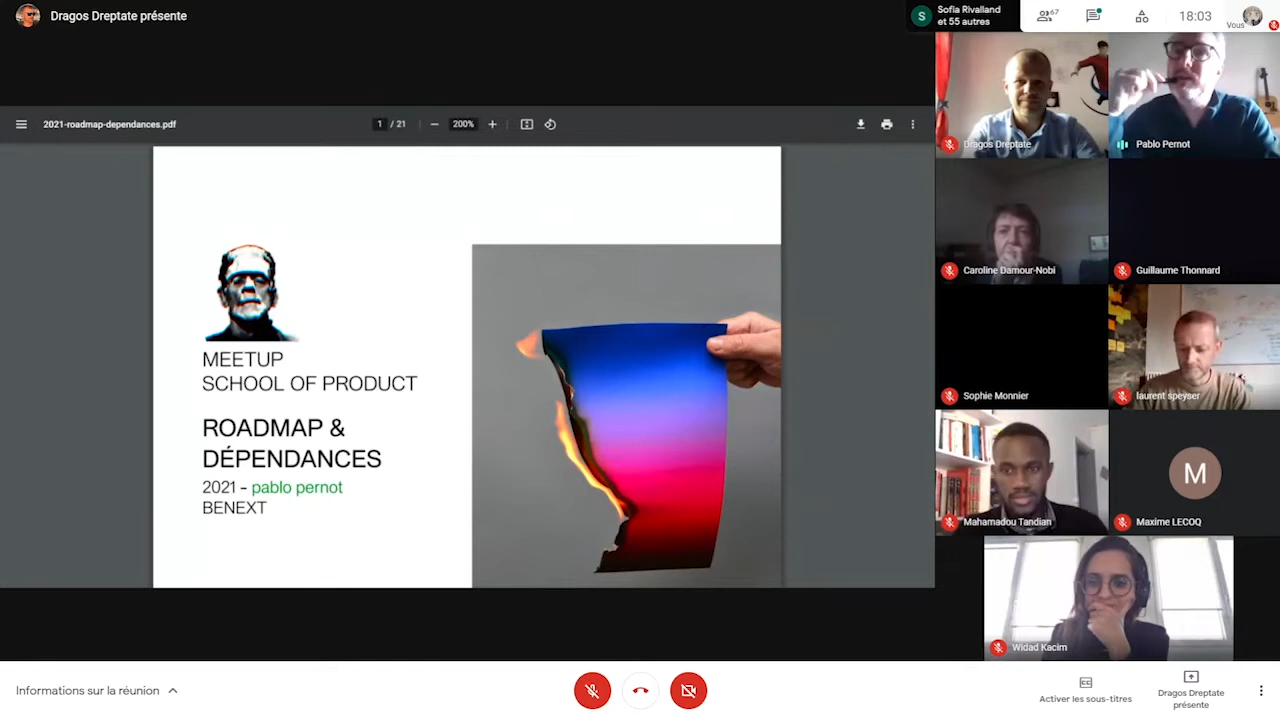 Dragos Dreptate présente
S
Sofia Rivalland
et 55 autres
67
18:03
Vous
2021-roadmap-dependances.pdf
1 / 21
200%
MEETUP
SCHOOL OF PRODUCT
ROADMAP &
DÉPENDANCES
2021 - pablo pernot
BENEXT
Dragos Dreptate
Pablo Pernot
Caroline Damour-Nobi
Guillaume Thonnard
Sophie Monnier
laurent speyser
Mahamadou Tandian
M
Maxime LECOQ
Widad Kacim
Informations sur la réunion
CC
Activer les sous-titres
Dragos Dreptate
présente